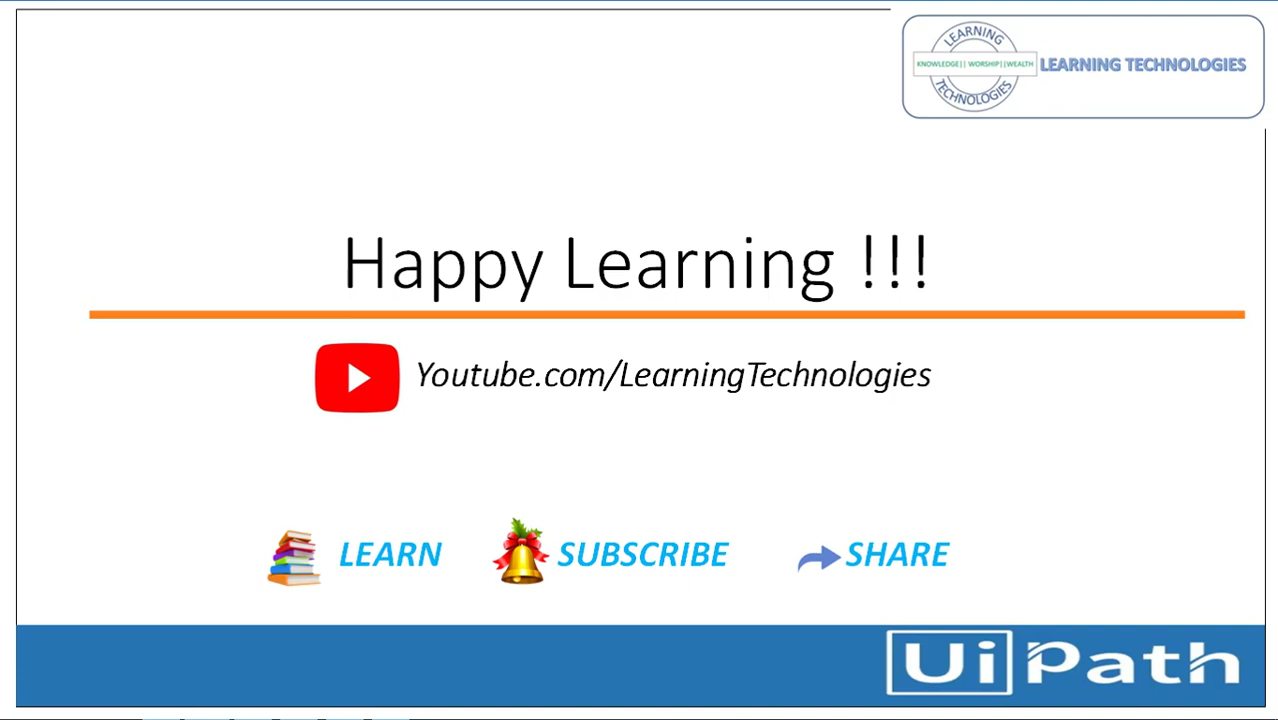 LEARNING
KNOWLEDGE|| WORSHIP||WEALTH
TECHNOLOGIES
LEARNING TECHNOLOGIES
Happy Learning !!!
Youtube.com/LearningTechnologies
LEARN SUBSCRIBE SHARE
UiPath